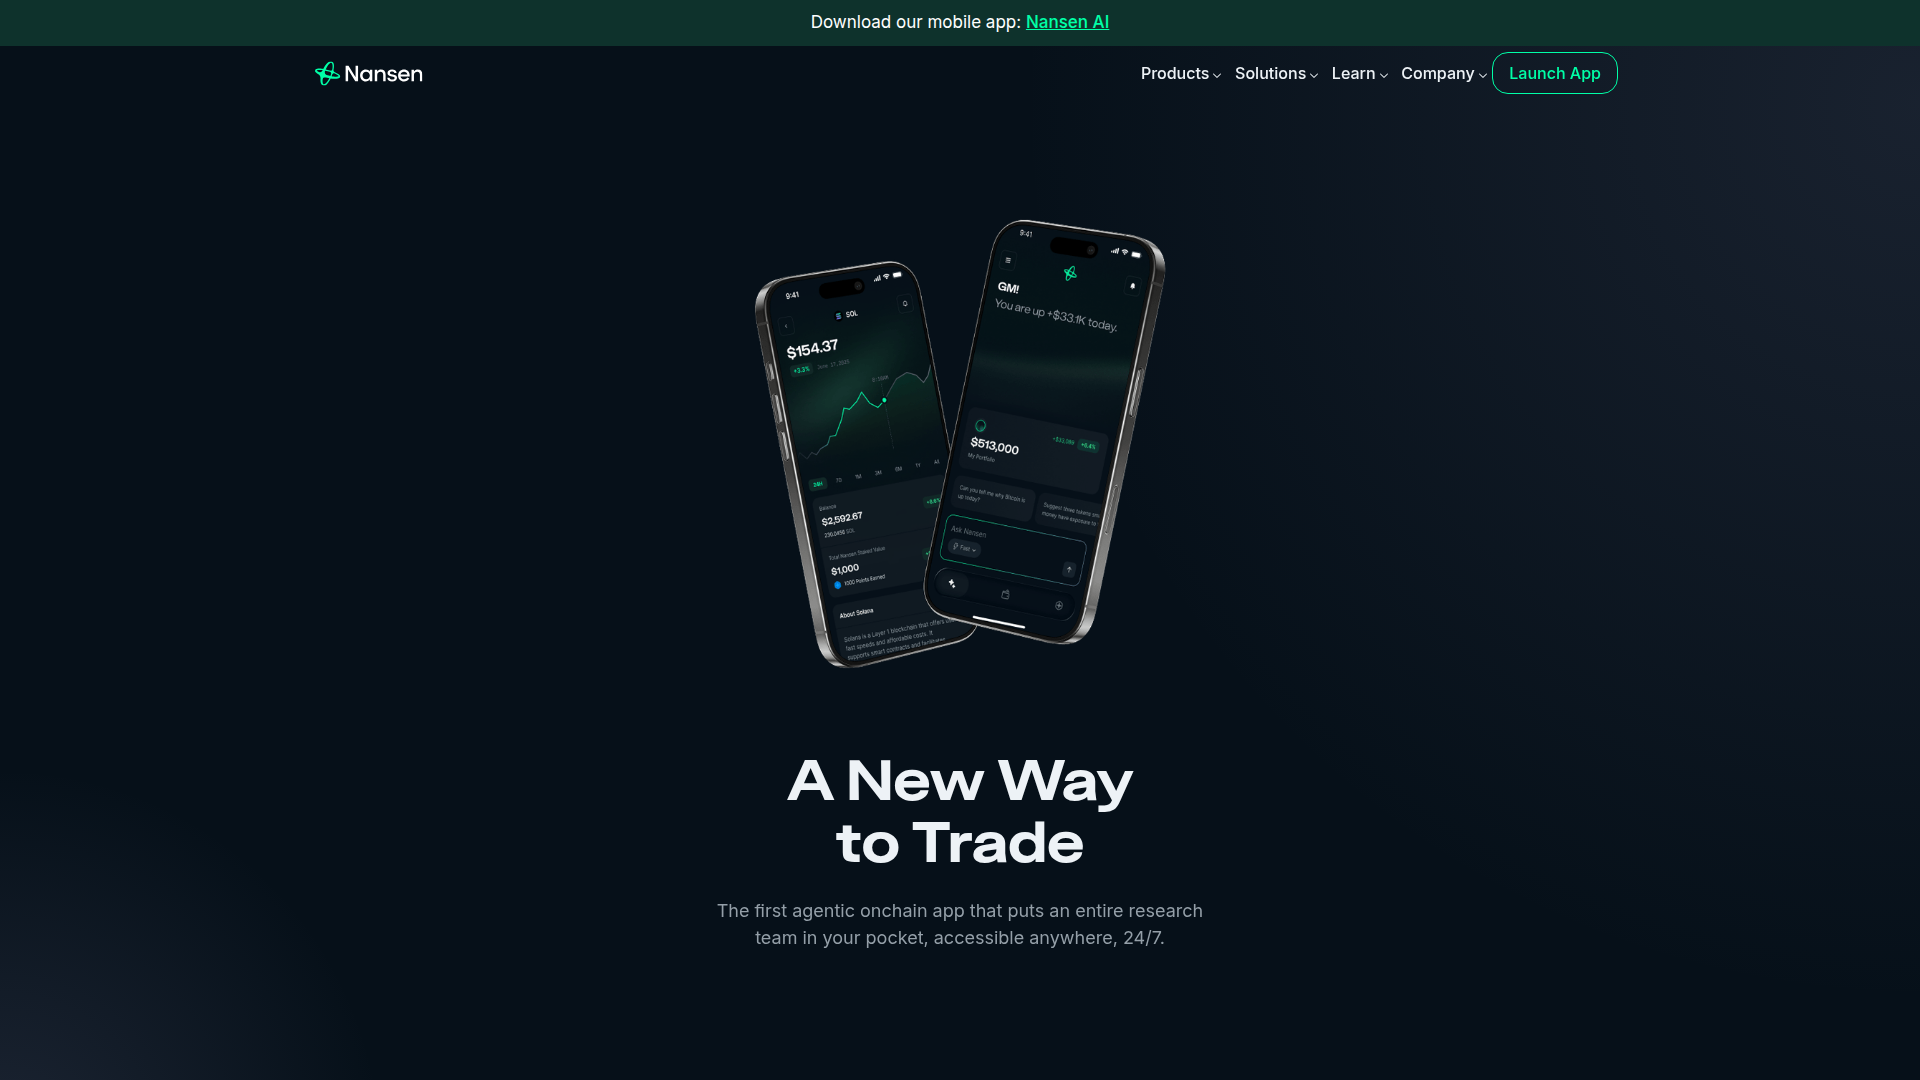 Download our mobile app: Nansen AI
Nansen
Products
Solutions
Learn
Company
Launch App
9:41
SOL
$154.37
+3.3%
24H
7D
1M
3M
6M
1Y
All
Balance
$2,592.67
SOL
Total Nansen Staked Value
$1,000
1000 Points Earned
About Solana
Solana is a Layer 1 blockchain that offers
fast speeds and affordable costs. It
supports smart contracts and
9:41
GM!
You are up +$33.1K today.
$513,000
My Portfolio
Can you tell me why Bitcoin is
up today?
Suggest three tokens
money have exposure to
Ask Nansen
Fast
A New Way
to Trade
The first agentic onchain app that puts an entire research
team in your pocket, accessible anywhere, 24/7.